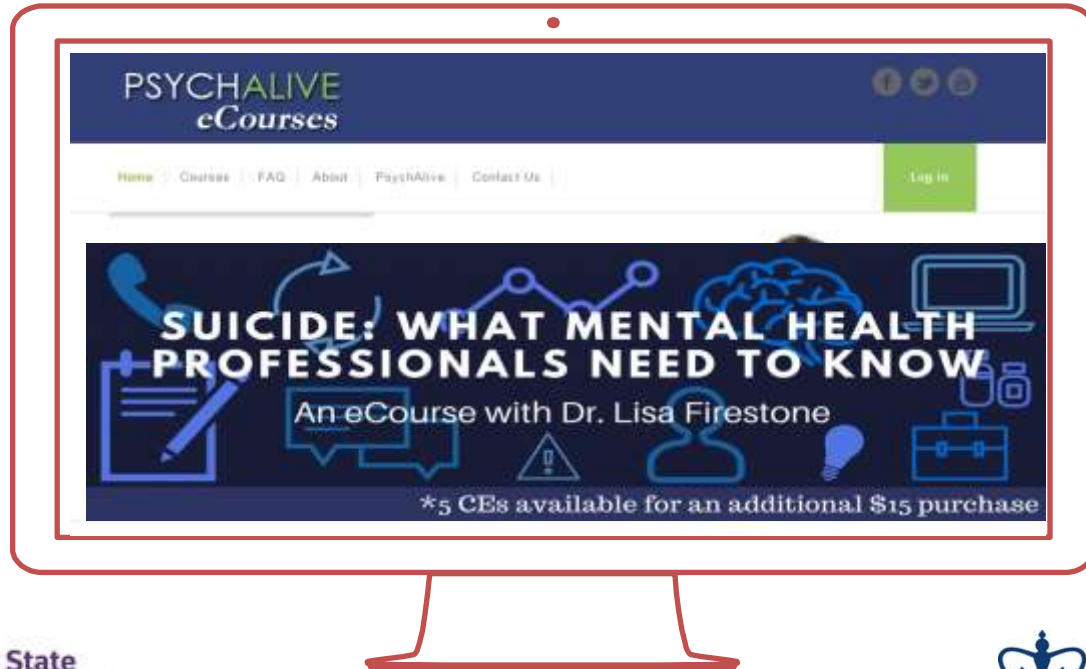 PSYCHALIVE
eCourses
Home Courses FAQ About PsychAlive Contact Us
Log in
SUICIDE: WHAT MENTAL HEALTH
PROFESSIONALS NEED TO KNOW
An eCourse with Dr. Lisa Firestone
*5 CEs available for an additional $15 purchase
State